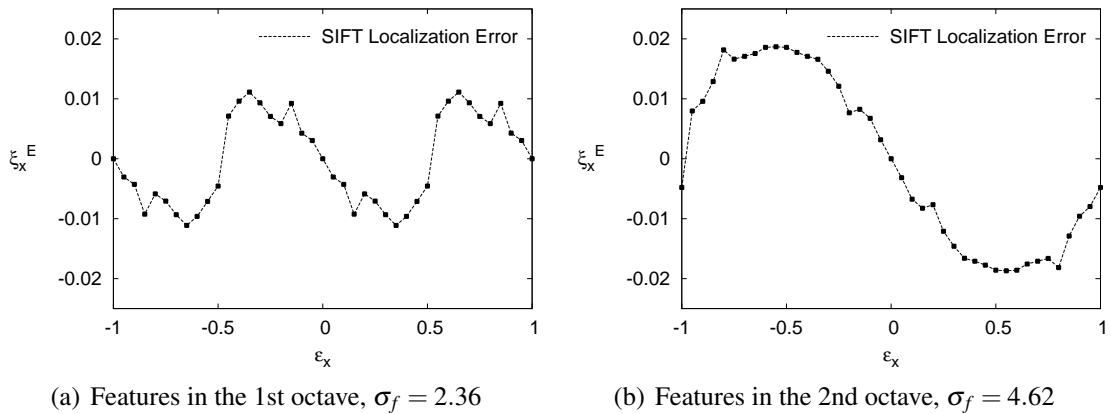 SIFT Localization Error
0.02
0.01
0
-0.01
-0.02
ξxE
-1
-0.5
0
0.5
1
εx
(a) Features in the 1st octave, σf = 2.36
SIFT Localization Error
0.02
0.01
0
-0.01
-0.02
ξxE
-1
-0.5
0
0.5
1
εx
(b) Features in the 2nd octave, σf = 4.62